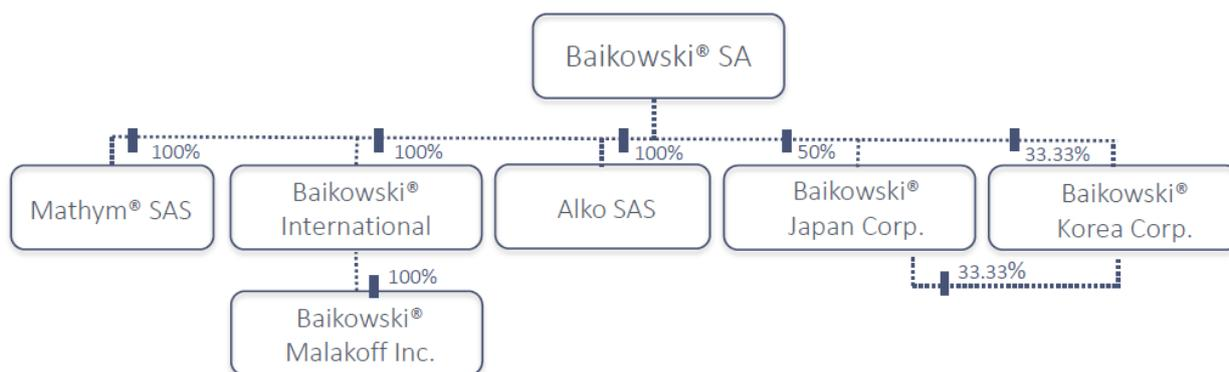 Baikowski® SA
100%
100%
100%
50%
33.33%
Mathym® SAS
Baikowski®
International
Alko SAS
Baikowski®
Japan Corp.
Baikowski®
Korea Corp.
100%
33.33%
Baikowski®
Malakoff Inc.